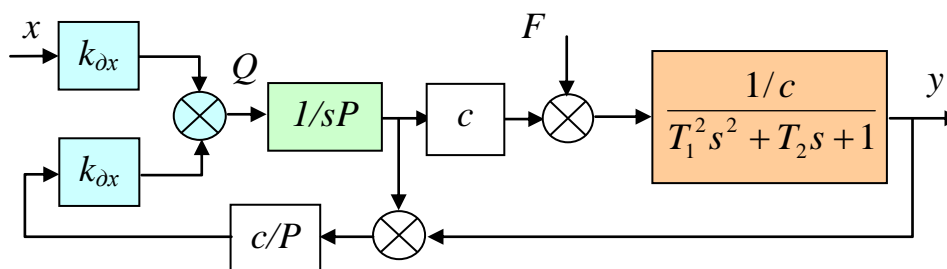 x
k∂x
Q
1/sP
c
F
1/c
T₁²s² + T₂s + 1
y
k∂x
c/P